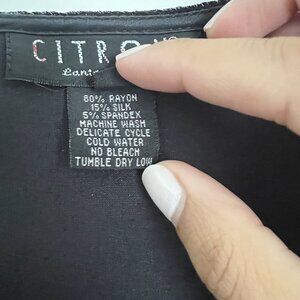 CITRO
80% RAYON
15% SILK
5% SPANDEX
MACHINE WASH
DELICATE CYCLE
COLD WATER
NO BLEACH
TUMBLE DRY LOW